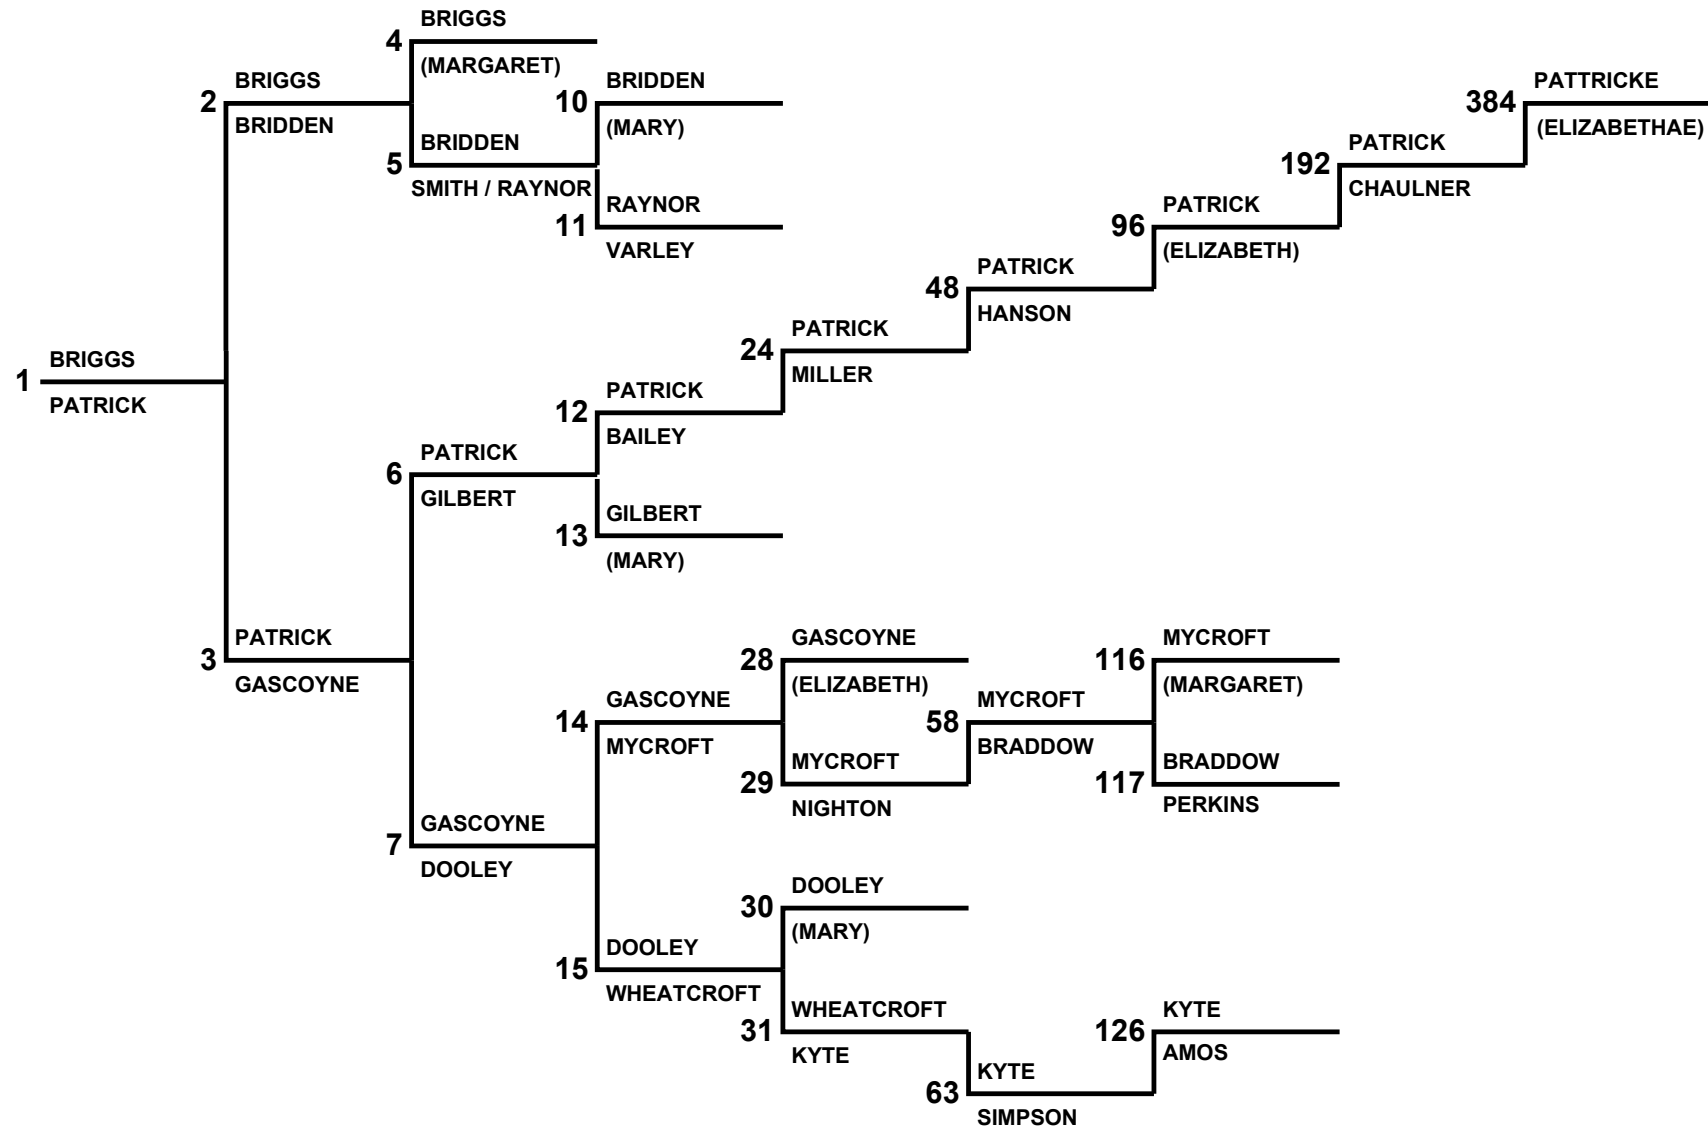 BRIGGS
4
(MARGARET)
BRIGGS
2
BRIDDEN
BRIDDEN
5
SMITH / RAYNOR
BRIDDEN
10
(MARY)
RAYNOR
11
VARLEY
BRIGGS
1
PATRICK
PATTRICKE
384
(ELIZABETHAE)
PATRICK
192
CHAULNER
PATRICK
96
(ELIZABETH)
PATRICK
48
HANSON
PATRICK
24
MILLER
PATRICK
12
BAILEY
PATRICK
6
GILBERT
GILBERT
13
(MARY)
PATRICK
3
GASCOYNE
GASCOYNE
28
(ELIZABETH)
GASCOYNE
14
MYCROFT
MYCROFT
29
NIGHTON
MYCROFT
58
BRADDOW
MYCROFT
116
(MARGARET)
BRADDOW
117
PERKINS
GASCOYNE
7
DOOLEY
DOOLEY
30
(MARY)
DOOLEY
15
WHEATCROFT
WHEATCROFT
31
KYTE
KYTE
126
AMOS
KYTE
63
SIMPSON